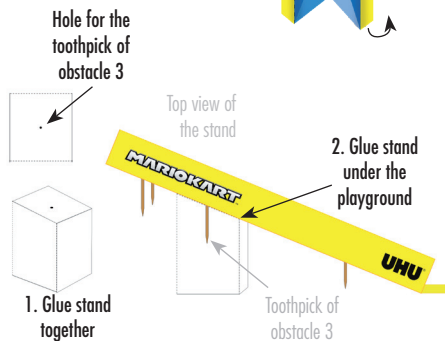 Hole for the
toothpick of
obstacle 3
Top view of
the stand
MARIOKART
2. Glue stand
under the
playground
UHU
1. Glue stand
together
Toothpick of
obstacle 3